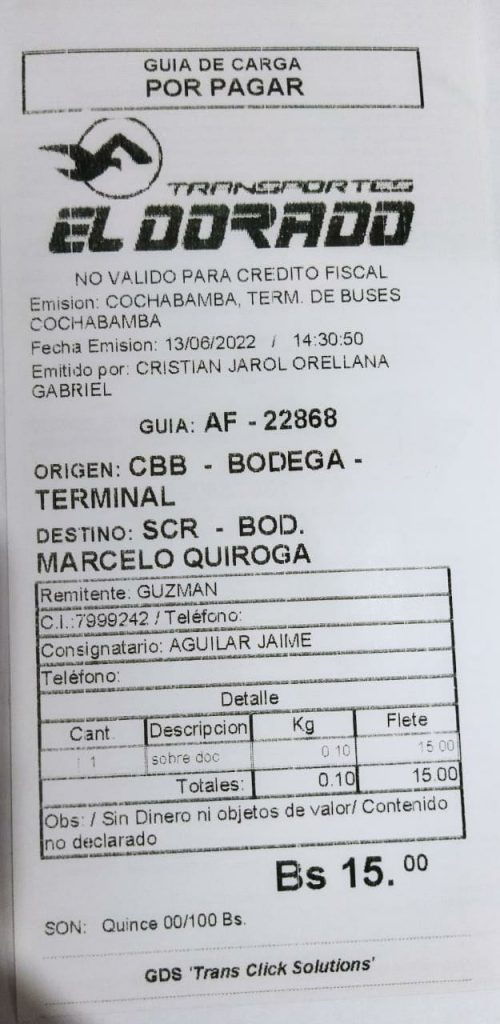 GUIA DE CARGA
POR PAGAR
TRANSPORTES
EL DORADO
NO VALIDO PARA CREDITO FISCAL
Emision: COCHABAMBA, TERM. DE BUSES
COCHABAMBA
Fecha Emision: 13/06/2022 / 14:30:50
Emitido por: CRISTIAN JAROL ORELLANA
GABRIEL
GUIA: AF - 22868
ORIGEN: CBB - BODEGA -
TERMINAL
DESTINO: SCR - BOD.
MARCELO QUIROGA
Remitente: GUZMAN
C.I.:7999242 / Teléfono:
Consignatario: AGUILAR JAIME
Teléfono:
Detalle
Cant. Descripcion Kg Flete
1 sobre doc 0.10 15.00
Totales: 0.10 15.00
Obs: / Sin Dinero ni objetos de valor/ Contenido
no declarado
Bs 15.00
SON: Quince 00/100 Bs.
GDS 'Trans Click Solutions'